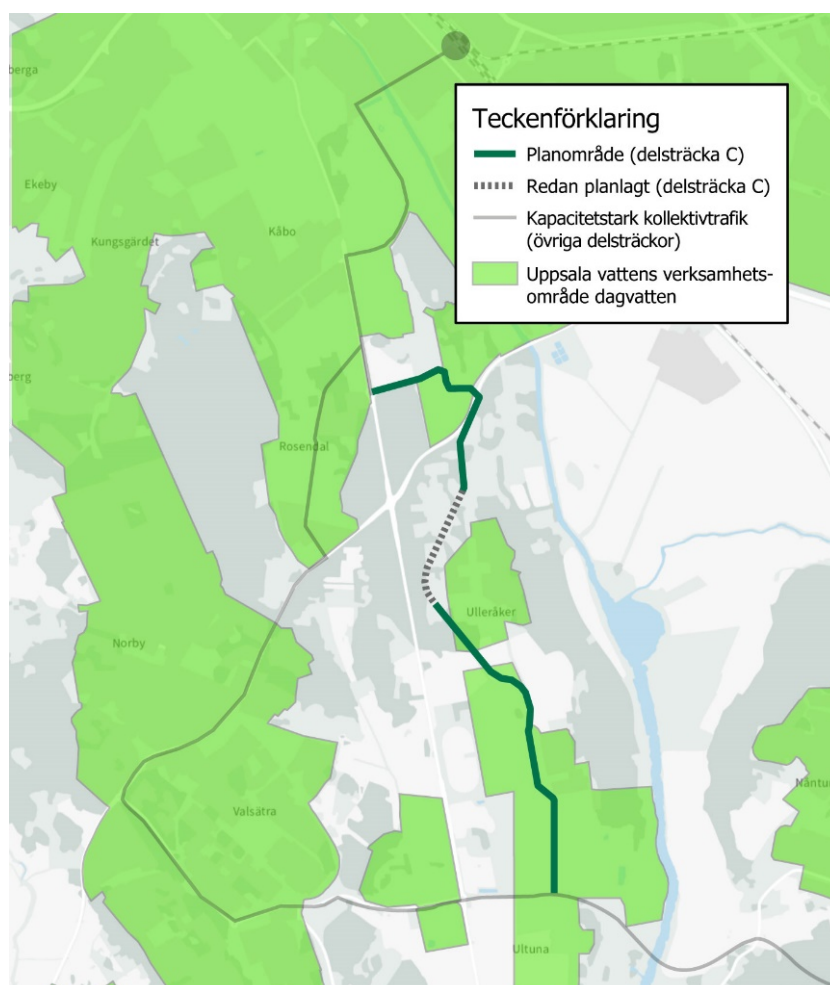 berga
Teckenförklaring
Planområde (delsträcka C)
Redan planlagt (delsträcka C)
Kapacitetstark kollektivtrafik
(övriga delsträckor)
Uppsala vattens verksamhets-
område dagvatten
Ekeby
Kåbo
Kungsgärdet
berg
Rosendal
Ulleråker
Norby
Nåntun
Valsätra
Ultuna